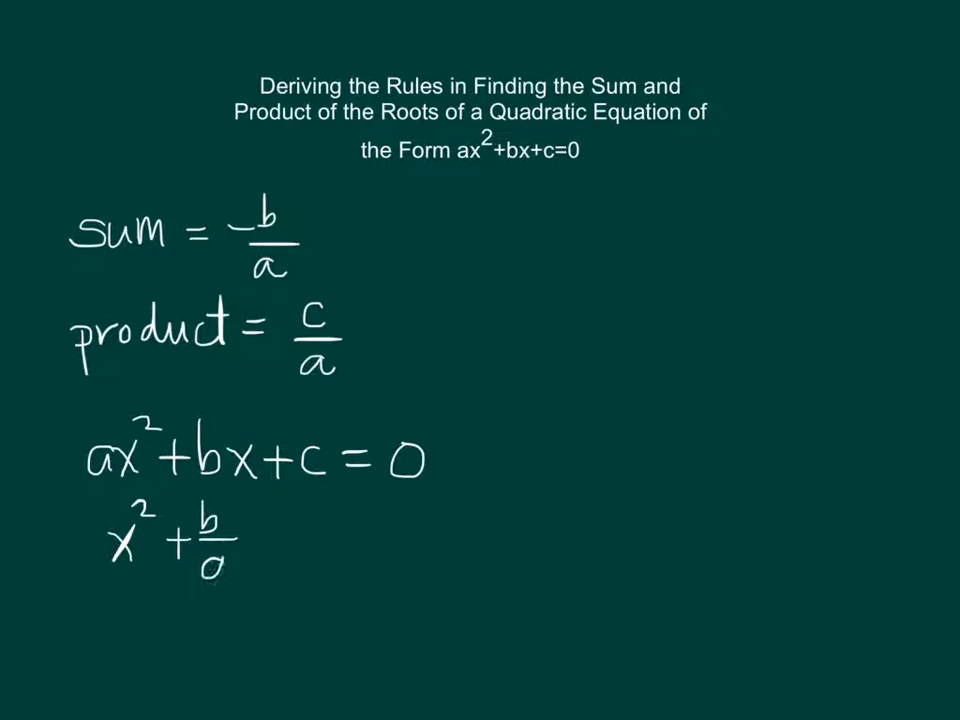 Deriving the Rules in Finding the Sum and
Product of the Roots of a Quadratic Equation of
the Form ax²+bx+c=0
sum = -b/a
product = c/a
ax² + bx + c = 0
x² + b/a